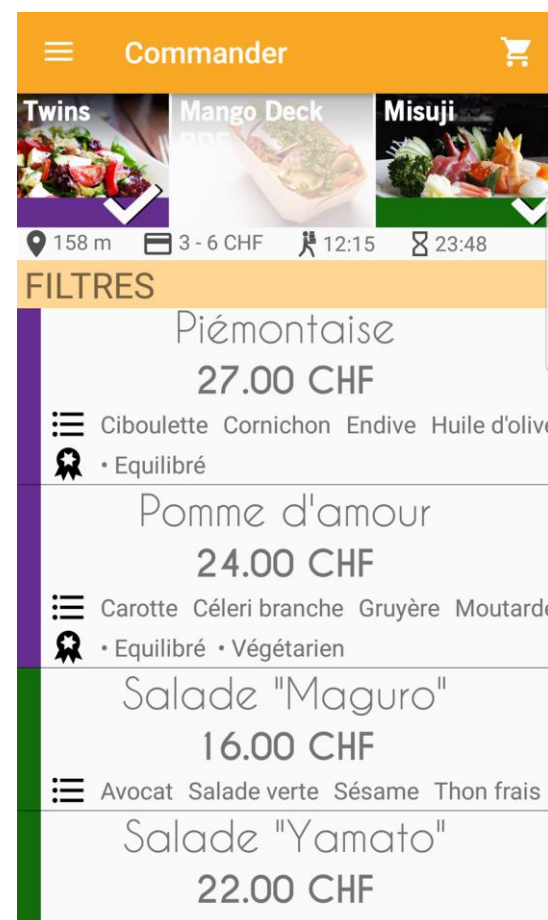 Commander
Twins
Mango Deck
BDF
Misuji
158 m
3 - 6 CHF
12:15
23:48
FILTRES
Piémontaise
27.00 CHF
Ciboulette Cornichon Endive Huile d'olive
• Equilibré
Pomme d'amour
24.00 CHF
Carotte Céleri branche Gruyère Moutarde
• Equilibré • Végétarien
Salade "Maguro"
16.00 CHF
Avocat Salade verte Sésame Thon frais
Salade "Yamato"
22.00 CHF